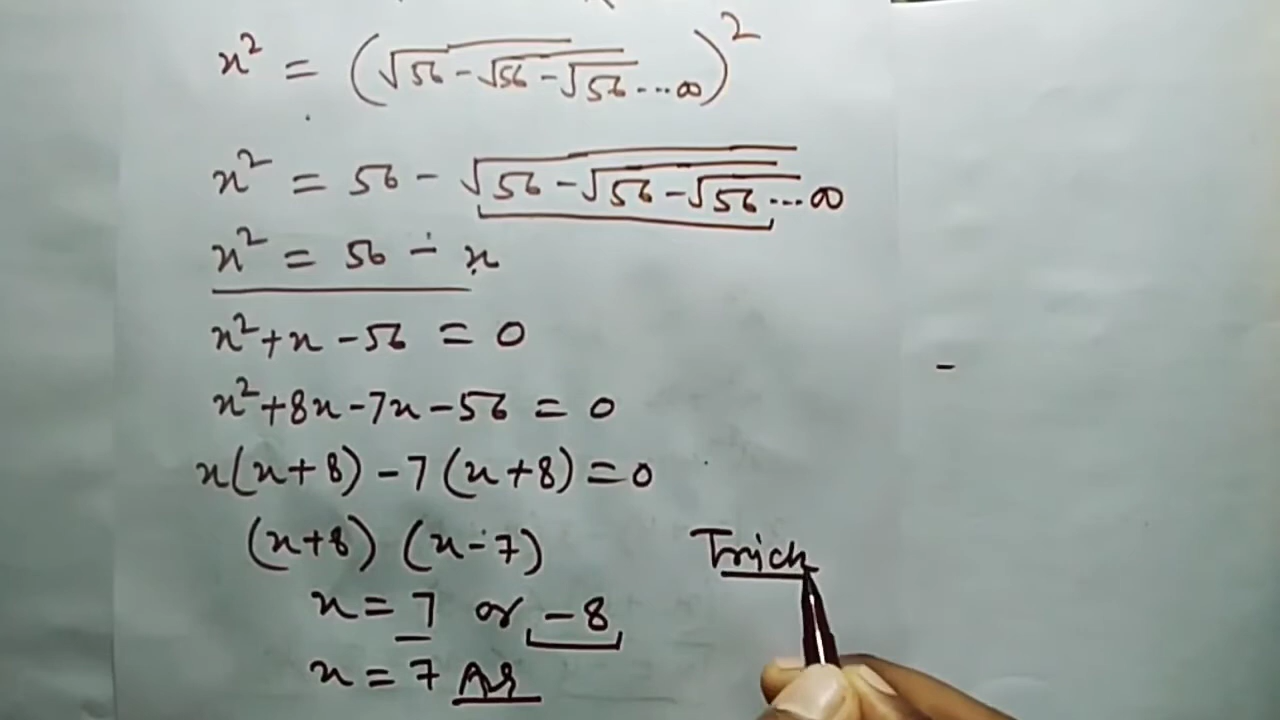 x² = (√56 - √56 - √56 ... ∞)²
x² = 56 - √56 - √56 - √56 ... ∞
x² = 56 - x
x² + x - 56 = 0
x² + 8x - 7x - 56 = 0
x(x + 8) - 7(x + 8) = 0
(x + 8) (x - 7)
Trick
x = 7 or -8
x = 7 As
-